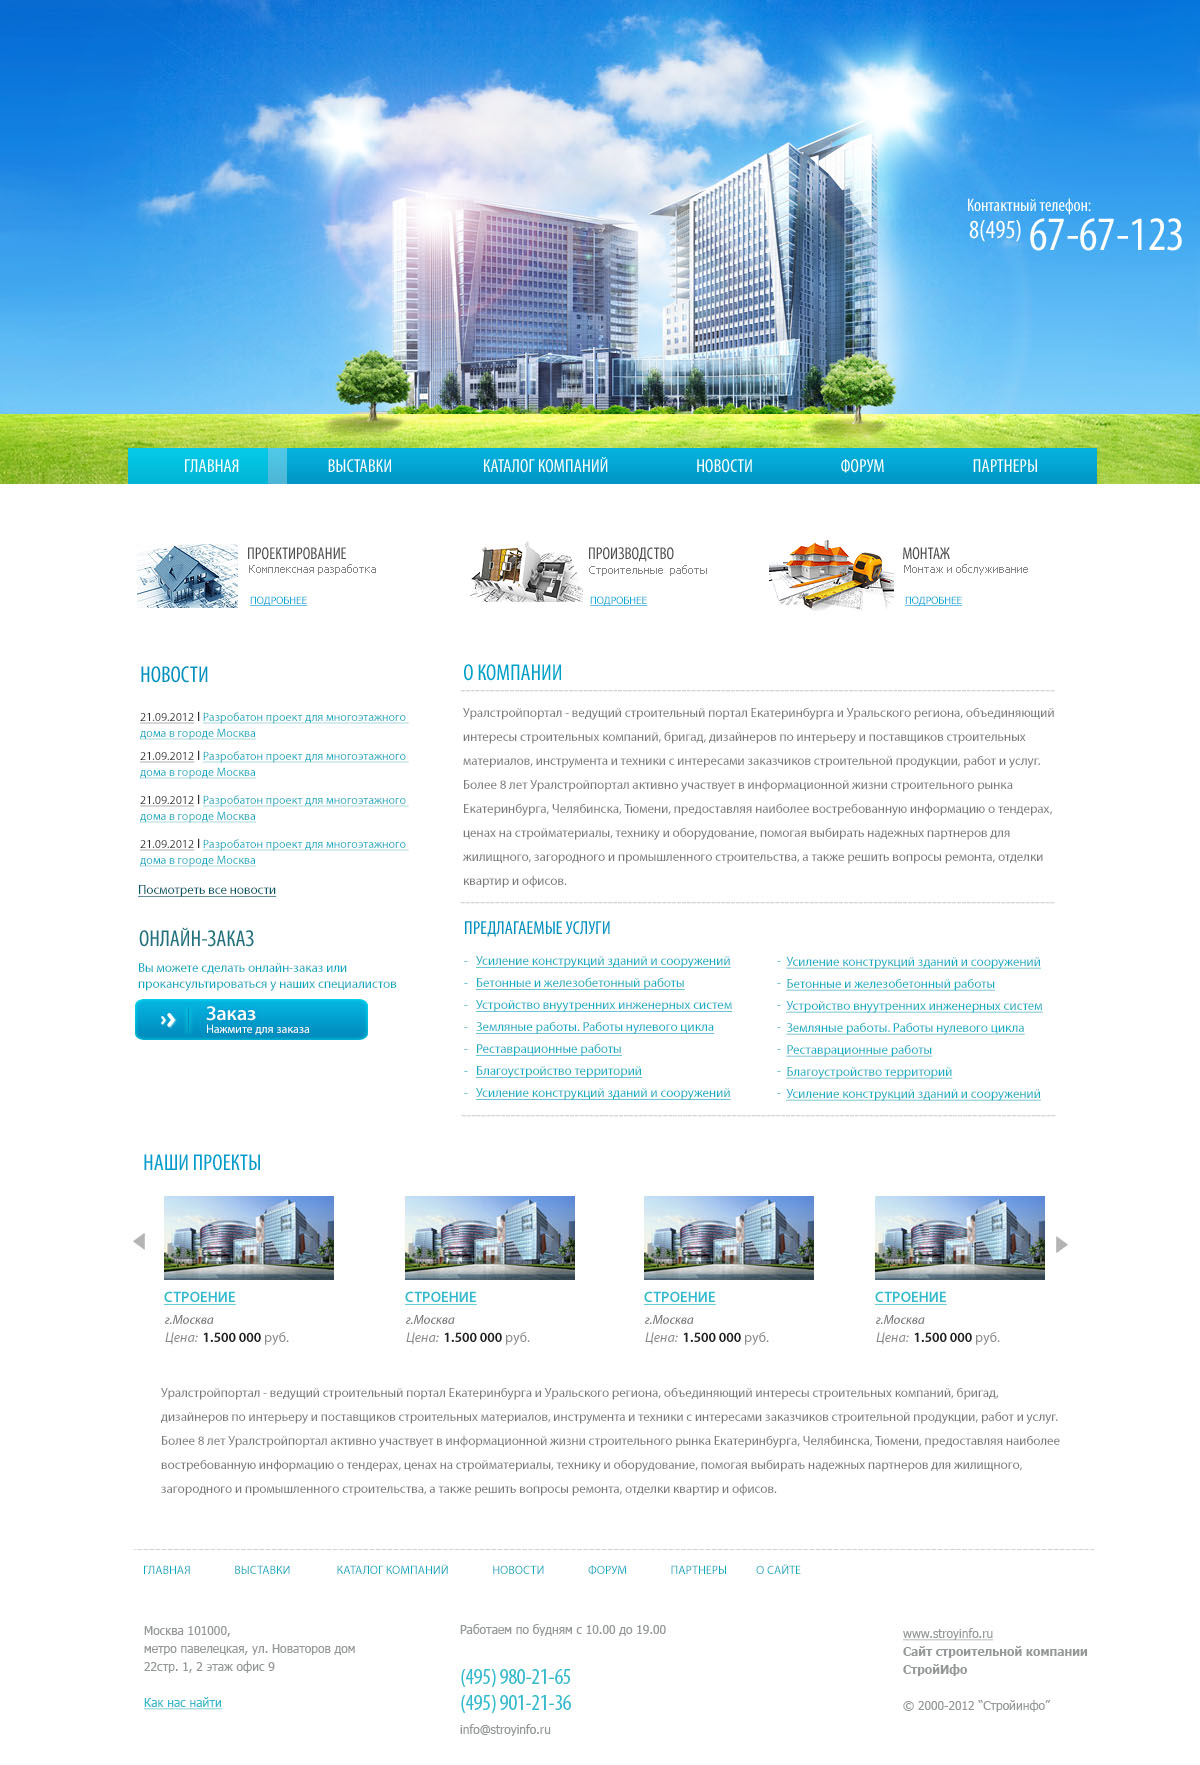 Контактный телефон:
8(495) 67-67-123
ГЛАВНАЯ ВЫСТАВКИ КАТАЛОГ КОМПАНИЙ НОВОСТИ ФОРУМ ПАРТНЕРЫ
ПРОЕКТИРОВАНИЕ
Комплексная разработка
ПОДРОБНЕЕ
ПРОИЗВОДСТВО
Строительные работы
ПОДРОБНЕЕ
МОНТАЖ
Монтаж и обслуживание
ПОДРОБНЕЕ
НОВОСТИ
21.09.2012 | Разробатон проект для многоэтажного
дома в городе Москва
21.09.2012 | Разробатон проект для многоэтажного
дома в городе Москва
21.09.2012 | Разробатон проект для многоэтажного
дома в городе Москва
21.09.2012 | Разробатон проект для многоэтажного
дома в городе Москва
Посмотреть все новости
ОНЛАЙН-ЗАКАЗ
Вы можете сделать онлайн-заказ или
проконсультироваться у наших специалистов
Заказ
Нажмите для заказа
О КОМПАНИИ
Уралстройпортал - ведущий строительный портал Екатеринбурга и Уральского региона, объединяющий
интересы строительных компаний, бригад, дизайнеров по интерьеру и поставщиков строительных
материалов, инструмента и техники с интересами заказчиков строительной продукции, работ и услуг.
Более 8 лет Уралстройпортал активно участвует в информационной жизни строительного рынка
Екатеринбурга, Челябинска, Тюмени, предоставляя наиболее востребованную информацию о тендерах,
ценах на стройматериалы, технику и оборудование, помогая выбирать надежных партнеров для
жилищного, загородного и промышленного строительства, а также решить вопросы ремонта, отделки
квартир и офисов.
ПРЕДЛАГАЕМЫЕ УСЛУГИ
- Усиление конструкций зданий и сооружений
- Бетонные и железобетонный работы
- Устройство внуутренних инженерных систем
- Земляные работы. Работы нулевого цикла
- Реставрационные работы
- Благоустройство территорий
- Усиление конструкций зданий и сооружений
- Усиление конструкций зданий и сооружений
- Бетонные и железобетонный работы
- Устройство внуутренних инженерных систем
- Земляные работы. Работы нулевого цикла
- Реставрационные работы
- Благоустройство территорий
- Усиление конструкций зданий и сооружений
НАШИ ПРОЕКТЫ
СТРОЕНИЕ
г.Москва
Цена: 1.500 000 руб.
СТРОЕНИЕ
г.Москва
Цена: 1.500 000 руб.
СТРОЕНИЕ
г.Москва
Цена: 1.500 000 руб.
СТРОЕНИЕ
г.Москва
Цена: 1.500 000 руб.
Уралстройпортал - ведущий строительный портал Екатеринбурга и Уральского региона, объединяющий интересы строительных компаний, бригад,
дизайнеров по интерьеру и поставщиков строительных материалов, инструмента и техники с интересами заказчиков строительной продукции, работ и услуг.
Более 8 лет Уралстройпортал активно участвует в информационной жизни строительного рынка Екатеринбурга, Челябинска, Тюмени, предоставляя наиболее
востребованную информацию о тендерах, ценах на стройматериалы, технику и оборудование, помогая выбирать надежных партнеров для жилищного,
загородного и промышленного строительства, а также решить вопросы ремонта, отделки квартир и офисов.
ГЛАВНАЯ ВЫСТАВКИ КАТАЛОГ КОМПАНИЙ НОВОСТИ ФОРУМ ПАРТНЕРЫ О САЙТЕ
Москва 101000,
метро павелецкая, ул. Новаторов дом
22стр. 1, 2 этаж офис 9
Как нас найти
Работаем по будням с 10.00 до 19.00
(495) 980-21-65
(495) 901-21-36
info@stroyinfo.ru
www.stroyinfo.ru
Сайт строительной компании
СтройИфо
© 2000-2012 "Стройинфо"